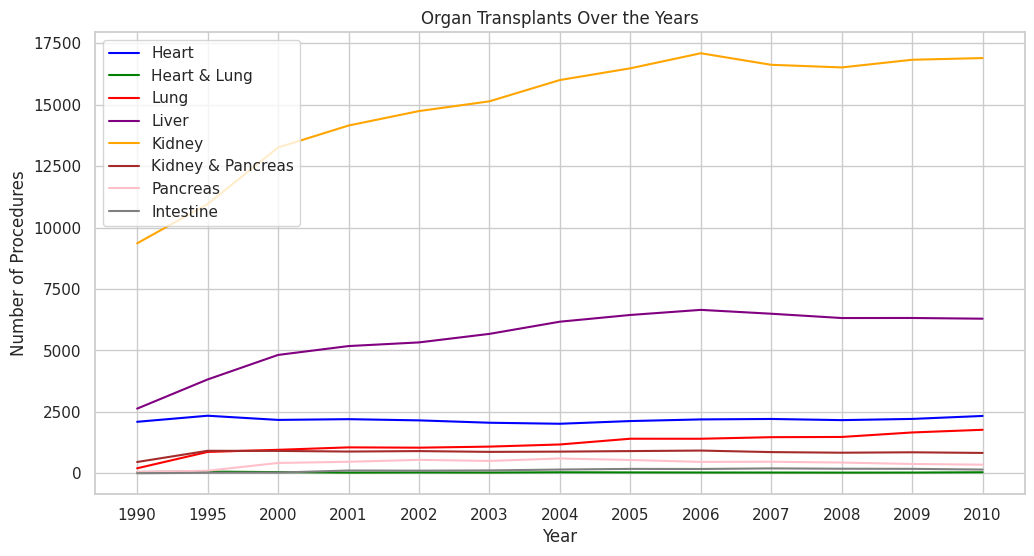 Organ Transplants Over the Years
Number of Procedures
17500
15000
12500
10000
7500
5000
2500
0
Heart
Heart & Lung
Lung
Liver
Kidney
Kidney & Pancreas
Pancreas
Intestine
1990 1995 2000 2001 2002 2003 2004 2005 2006 2007 2008 2009 2010
Year